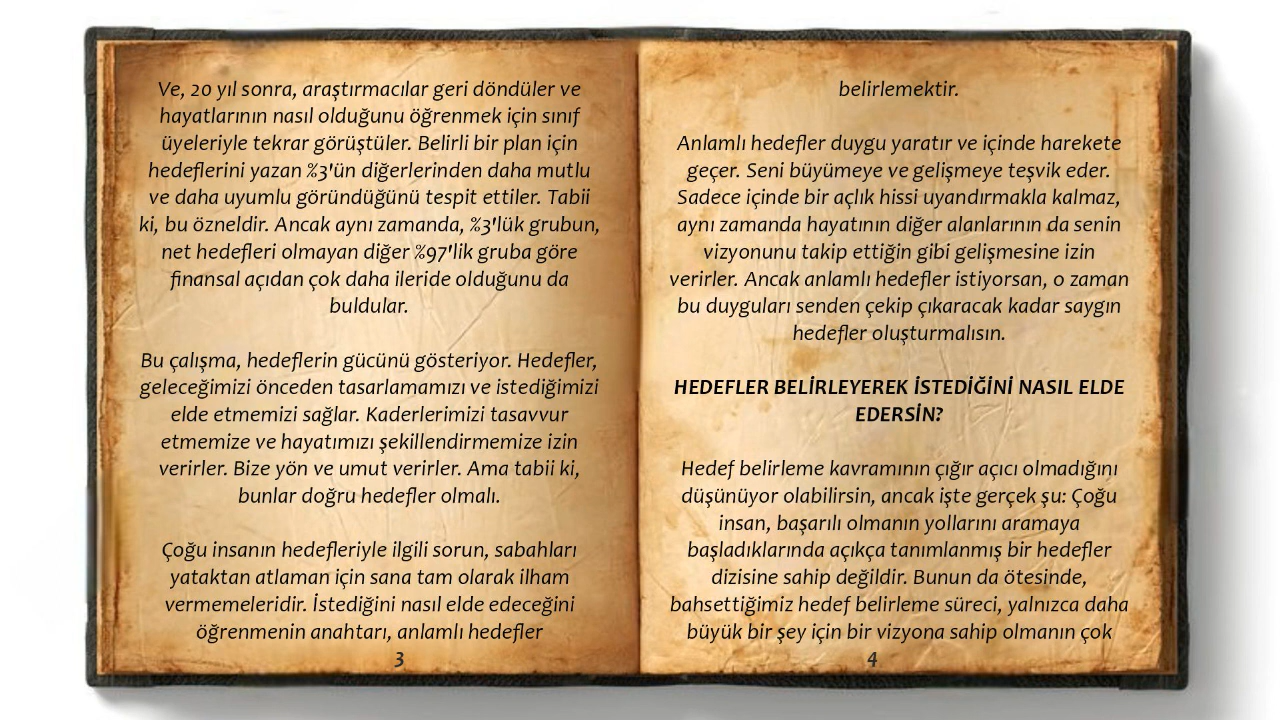 Ve, 20 yıl sonra, araştırmacılar geri döndüler ve
hayatlarının nasıl olduğunu öğrenmek için sınıf
üyeleriyle tekrar görüştüler. Belirli bir plan için
hedeflerini yazan %3'ün diğerlerinden daha mutlu
ve daha uyumlu göründüğünü tespit ettiler. Tabii
ki, bu özneldir. Ancak aynı zamanda, %3'lük grubun,
net hedefleri olmayan diğer %97'lik gruba göre
finansal açıdan çok daha ileride olduğunu da
buldular.
Bu çalışma, hedeflerin gücünü gösteriyor. Hedefler,
geleceğimizi önceden tasarlamamızı ve istediğimizi
elde etmemizi sağlar. Kaderlerimizi tasavvur
etmemize ve hayatımızı şekillendirmemize izin
verirler. Bize yön ve umut verirler. Ama tabii ki,
bunlar doğru hedefler olmalı.
Çoğu insanın hedefleriyle ilgili sorun, sabahları
yataktan atlaman için sana tam olarak ilham
vermemeleridir. İstediğini nasıl elde edeceğini
öğrenmenin anahtarı, anlamlı hedefler
3
belirlemektir.
Anlamlı hedefler duygu yaratır ve içinde harekete
geçer. Seni büyümeye ve gelişmeye teşvik eder.
Sadece içinde bir açlık hissi uyandırmakla kalmaz,
aynı zamanda hayatının diğer alanlarının da senin
vizyonunu takip ettiğin gibi gelişmesine izin
verirler. Ancak anlamlı hedefler istiyorsan, o zaman
bu duyguları senden çekip çıkaracak kadar saygın
hedefler oluşturmalısın.
HEDEFLER BELİRLEYEREK İSTEDİĞİNİ NASIL ELDE
EDERSİN?
Hedef belirleme kavramının çığır açıcı olmadığını
düşünüyor olabilirsin, ancak işte gerçek şu: Çoğu
insan, başarılı olmanın yollarını aramaya
başladıklarında açıkça tanımlanmış bir hedefler
dizisine sahip değildir. Bunun da ötesinde,
bahsettiğimiz hedef belirleme süreci, yalnızca daha
büyük bir şey için bir vizyona sahip olmanın çok
4